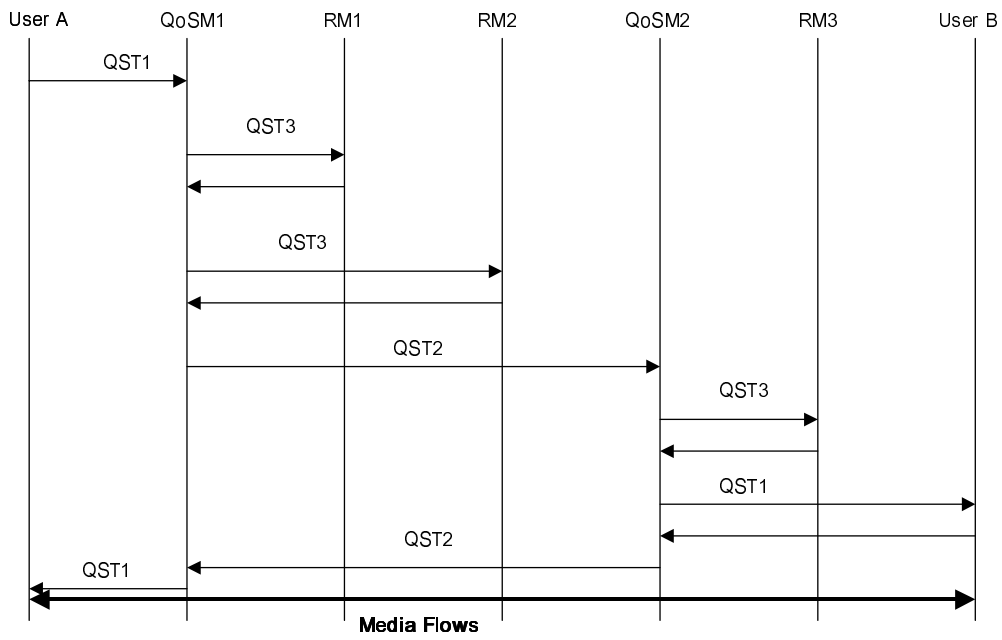 User A QoSM1 RM1 RM2 QoSM2 RM3 User B
QST1
QST3
QST3
QST2
QST3
QST1
QST2
QST1
Media Flows